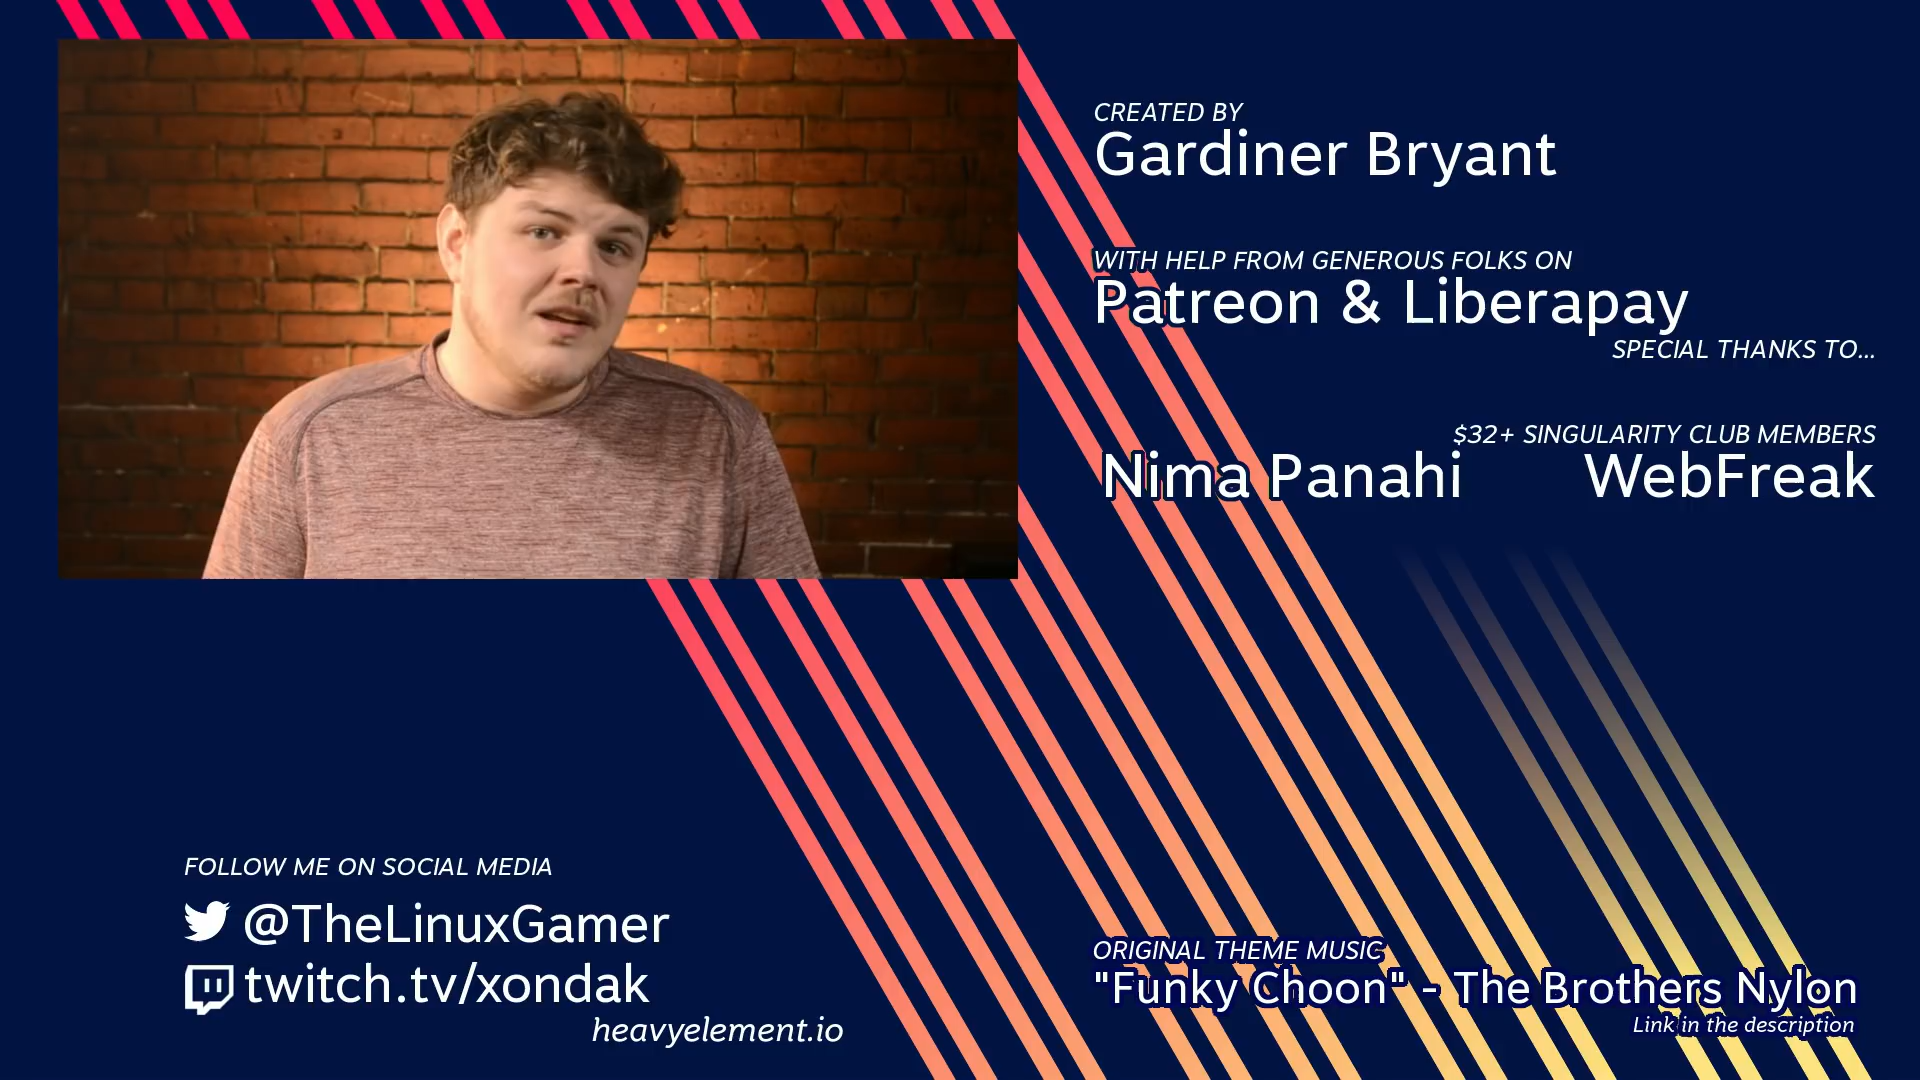 CREATED BY
Gardiner Bryant
WITH HELP FROM GENEROUS FOLKS ON
Patreon & Liberapay
SPECIAL THANKS TO...
$32+ SINGULARITY CLUB MEMBERS
Nima Panahi WebFreak
FOLLOW ME ON SOCIAL MEDIA
@TheLinuxGamer
twitch.tv/xondak
heavyelement.io
ORIGINAL THEME MUSIC
"Funky Choon" - The Brothers Nylon
Link in the description